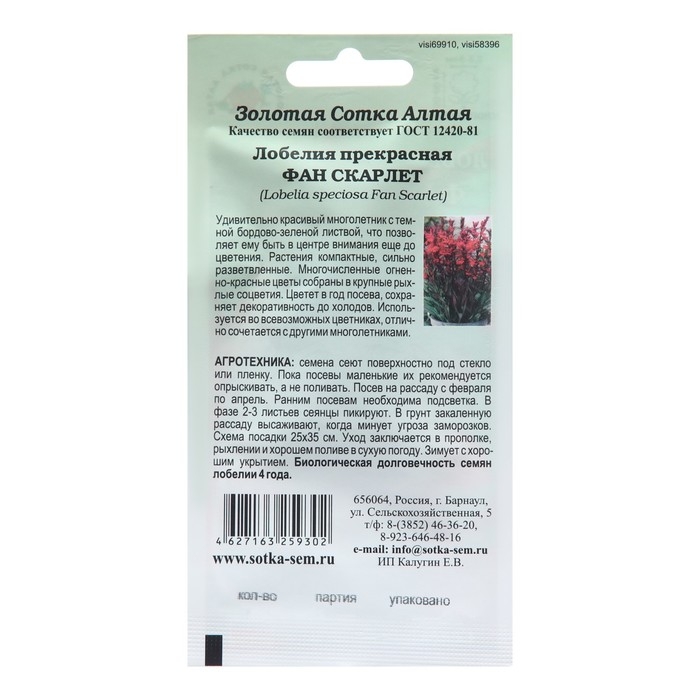 visi69910, visi58396
Золотая Сотка Алтая
Качество семян соответствует ГОСТ 12420-81
Лобелия прекрасная
ФАН СКАРЛЕТ
(Lobelia speciosa Fan Scarlet)
Удивительно красивый многолетник с тем-
ной бордово-зеленой листвой, что позво-
ляет ему быть в центре внимания еще до
цветения. Растения компактные, сильно
разветвленные. Многочисленные огнен-
но-красные цветы собраны в крупные рых-
лые соцветия. Цветет в год посева, сохра-
няет декоративность до холодов. Исполь-
зуется во всевозможных цветниках, отлич-
но сочетается с другими многолетниками.
АГРОТЕХНИКА: семена сеют поверхностно под стекло
или пленку. Пока посевы маленькие их рекомендуется
опрыскивать, а не поливать. Посев на рассаду с февраля
по апрель. Ранним посевам необходима подсветка. В
фазе 2-3 листьев сеянцы пикируют. В грунт закаленную
рассаду высаживают, когда минует угроза заморозков.
Схема посадки 25х35 см. Уход заключается в прополке,
рыхлении и хорошем поливе в сухую погоду. Зимует с хоро-
шим укрытием. Биологическая долговечность семян
лобелии 4 года.
4 627163 259302
www.sotka-sem.ru
656064, Россия, г. Барнаул,
ул. Сельскохозяйственная, 5
т/ф: 8-(3852) 46-36-20,
8-923-646-48-16
e-mail: info@sotka-sem.ru
ИП Калугин Е.В.
кол-во партия упаковано